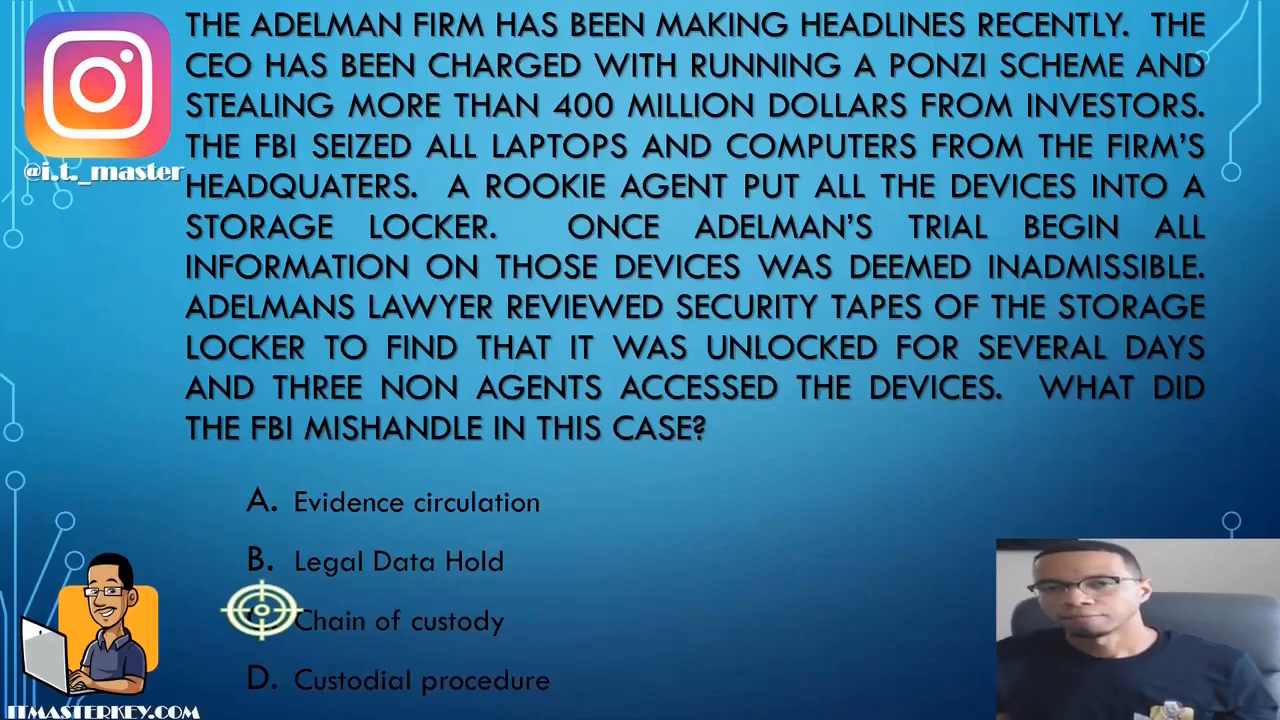 THE ADELMAN FIRM HAS BEEN MAKING HEADLINES RECENTLY. THE
CEO HAS BEEN CHARGED WITH RUNNING A PONZI SCHEME AND
STEALING MORE THAN 400 MILLION DOLLARS FROM INVESTORS.
THE FBI SEIZED ALL LAPTOPS AND COMPUTERS FROM THE FIRM'S
@i.t._master
HEADQUATERS. A ROOKIE AGENT PUT ALL THE DEVICES INTO A
STORAGE LOCKER. ONCE ADELMAN'S TRIAL BEGIN ALL
INFORMATION ON THOSE DEVICES WAS DEEMED INADMISSIBLE.
ADELMANS LAWYER REVIEWED SECURITY TAPES OF THE STORAGE
LOCKER TO FIND THAT IT WAS UNLOCKED FOR SEVERAL DAYS
AND THREE NON AGENTS ACCESSED THE DEVICES. WHAT DID
THE FBI MISHANDLE IN THIS CASE?
A. Evidence circulation
B. Legal Data Hold
Chain of custody
D. Custodial procedure
ITMASTERKEY.COM